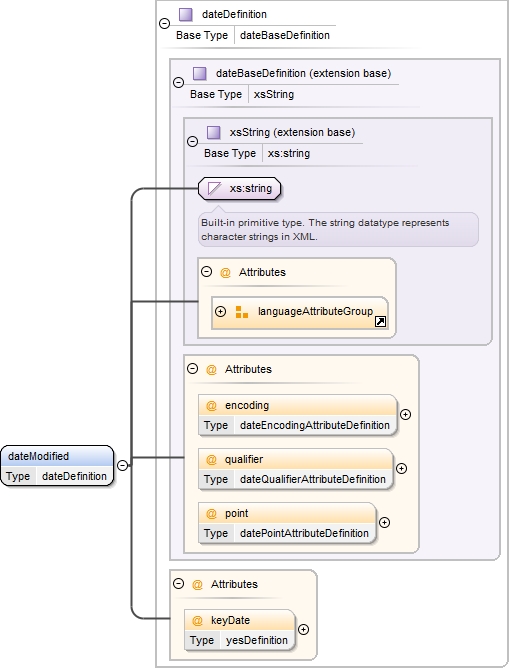 dateDefinition
Base Type dateBaseDefinition
dateBaseDefinition (extension base)
Base Type xsString
xsString (extension base)
Base Type xs:string
xs:string
Built-in primitive type. The string datatype represents
character strings in XML.
@ Attributes
languageAttributeGroup
@ Attributes
@ encoding
Type dateEncodingAttributeDefinition
@ qualifier
Type dateQualifierAttributeDefinition
@ point
Type datePointAttributeDefinition
dateModified
Type dateDefinition
@ Attributes
@ keyDate
Type yesDefinition